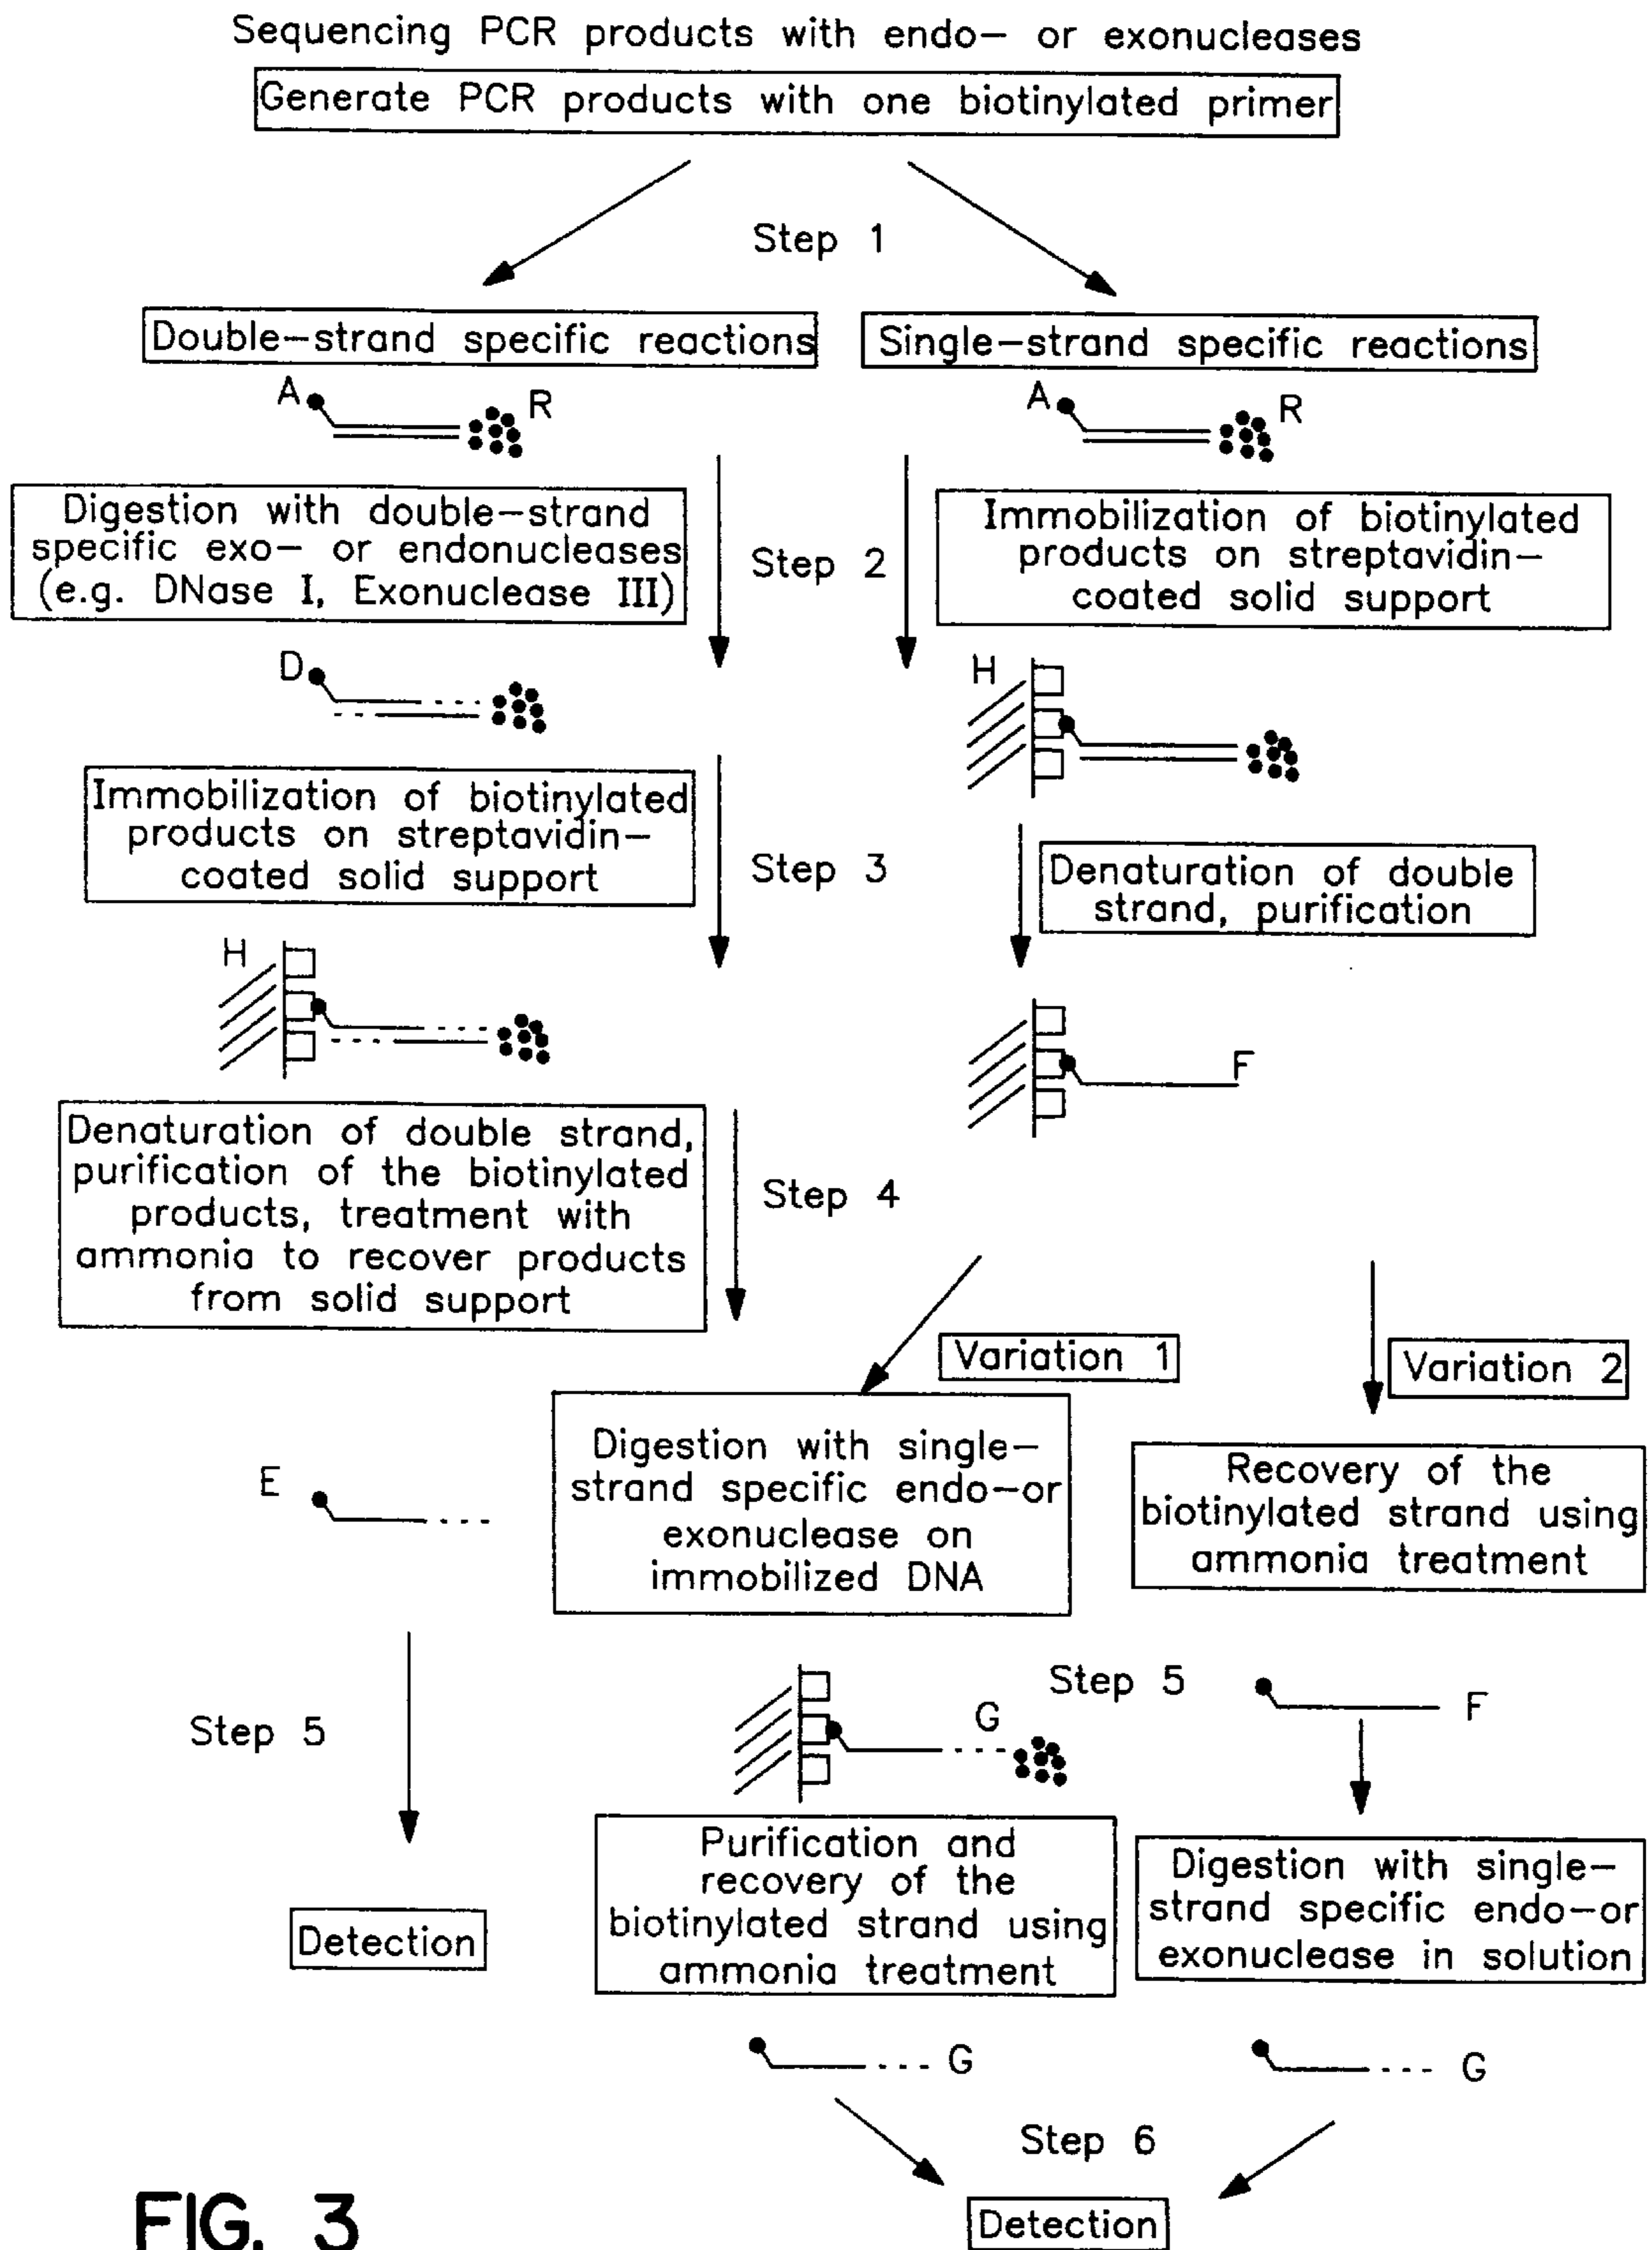 Sequencing PCR products with endo- or exonucleases
Generate PCR products with one biotinylated primer
Step 1
Double-strand specific reactions
Single-strand specific reactions
A
R
A
R
Digestion with double-strand
specific exo- or endonucleases
(e.g. DNase I, Exonuclease III)
Step 2
Immobilization of biotinylated
products on streptavidin-
coated solid support
D
H
Immobilization of biotinylated
products on streptavidin-
coated solid support
Step 3
Denaturation of double
strand, purification
H
F
Denaturation of double strand,
purification of the biotinylated
products, treatment with
ammonia to recover products
from solid support
Step 4
Variation 1
Variation 2
E
Digestion with single-
strand specific endo-or
exonuclease on
immobilized DNA
Recovery of the
biotinylated strand using
ammonia treatment
Step 5
G
Step 5
F
Detection
Purification and
recovery of the
biotinylated strand using
ammonia treatment
Digestion with single-
strand specific endo-or
exonuclease in solution
G
G
Step 6
Detection
FIG. 3